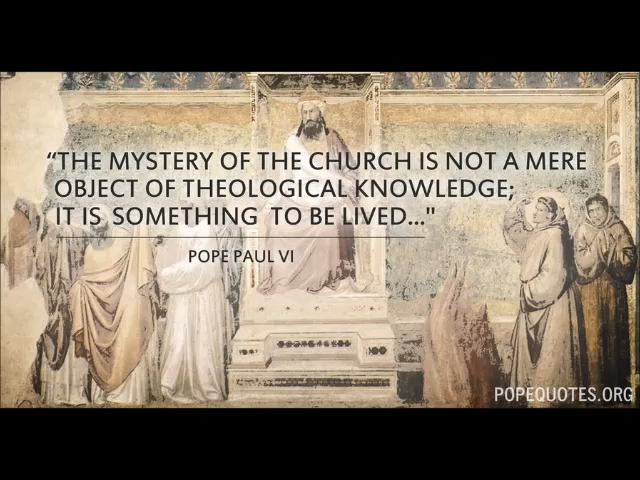 “THE MYSTERY OF THE CHURCH IS NOT A MERE
OBJECT OF THEOLOGICAL KNOWLEDGE;
IT IS SOMETHING TO BE LIVED..."
POPE PAUL VI
POPEQUOTES.ORG